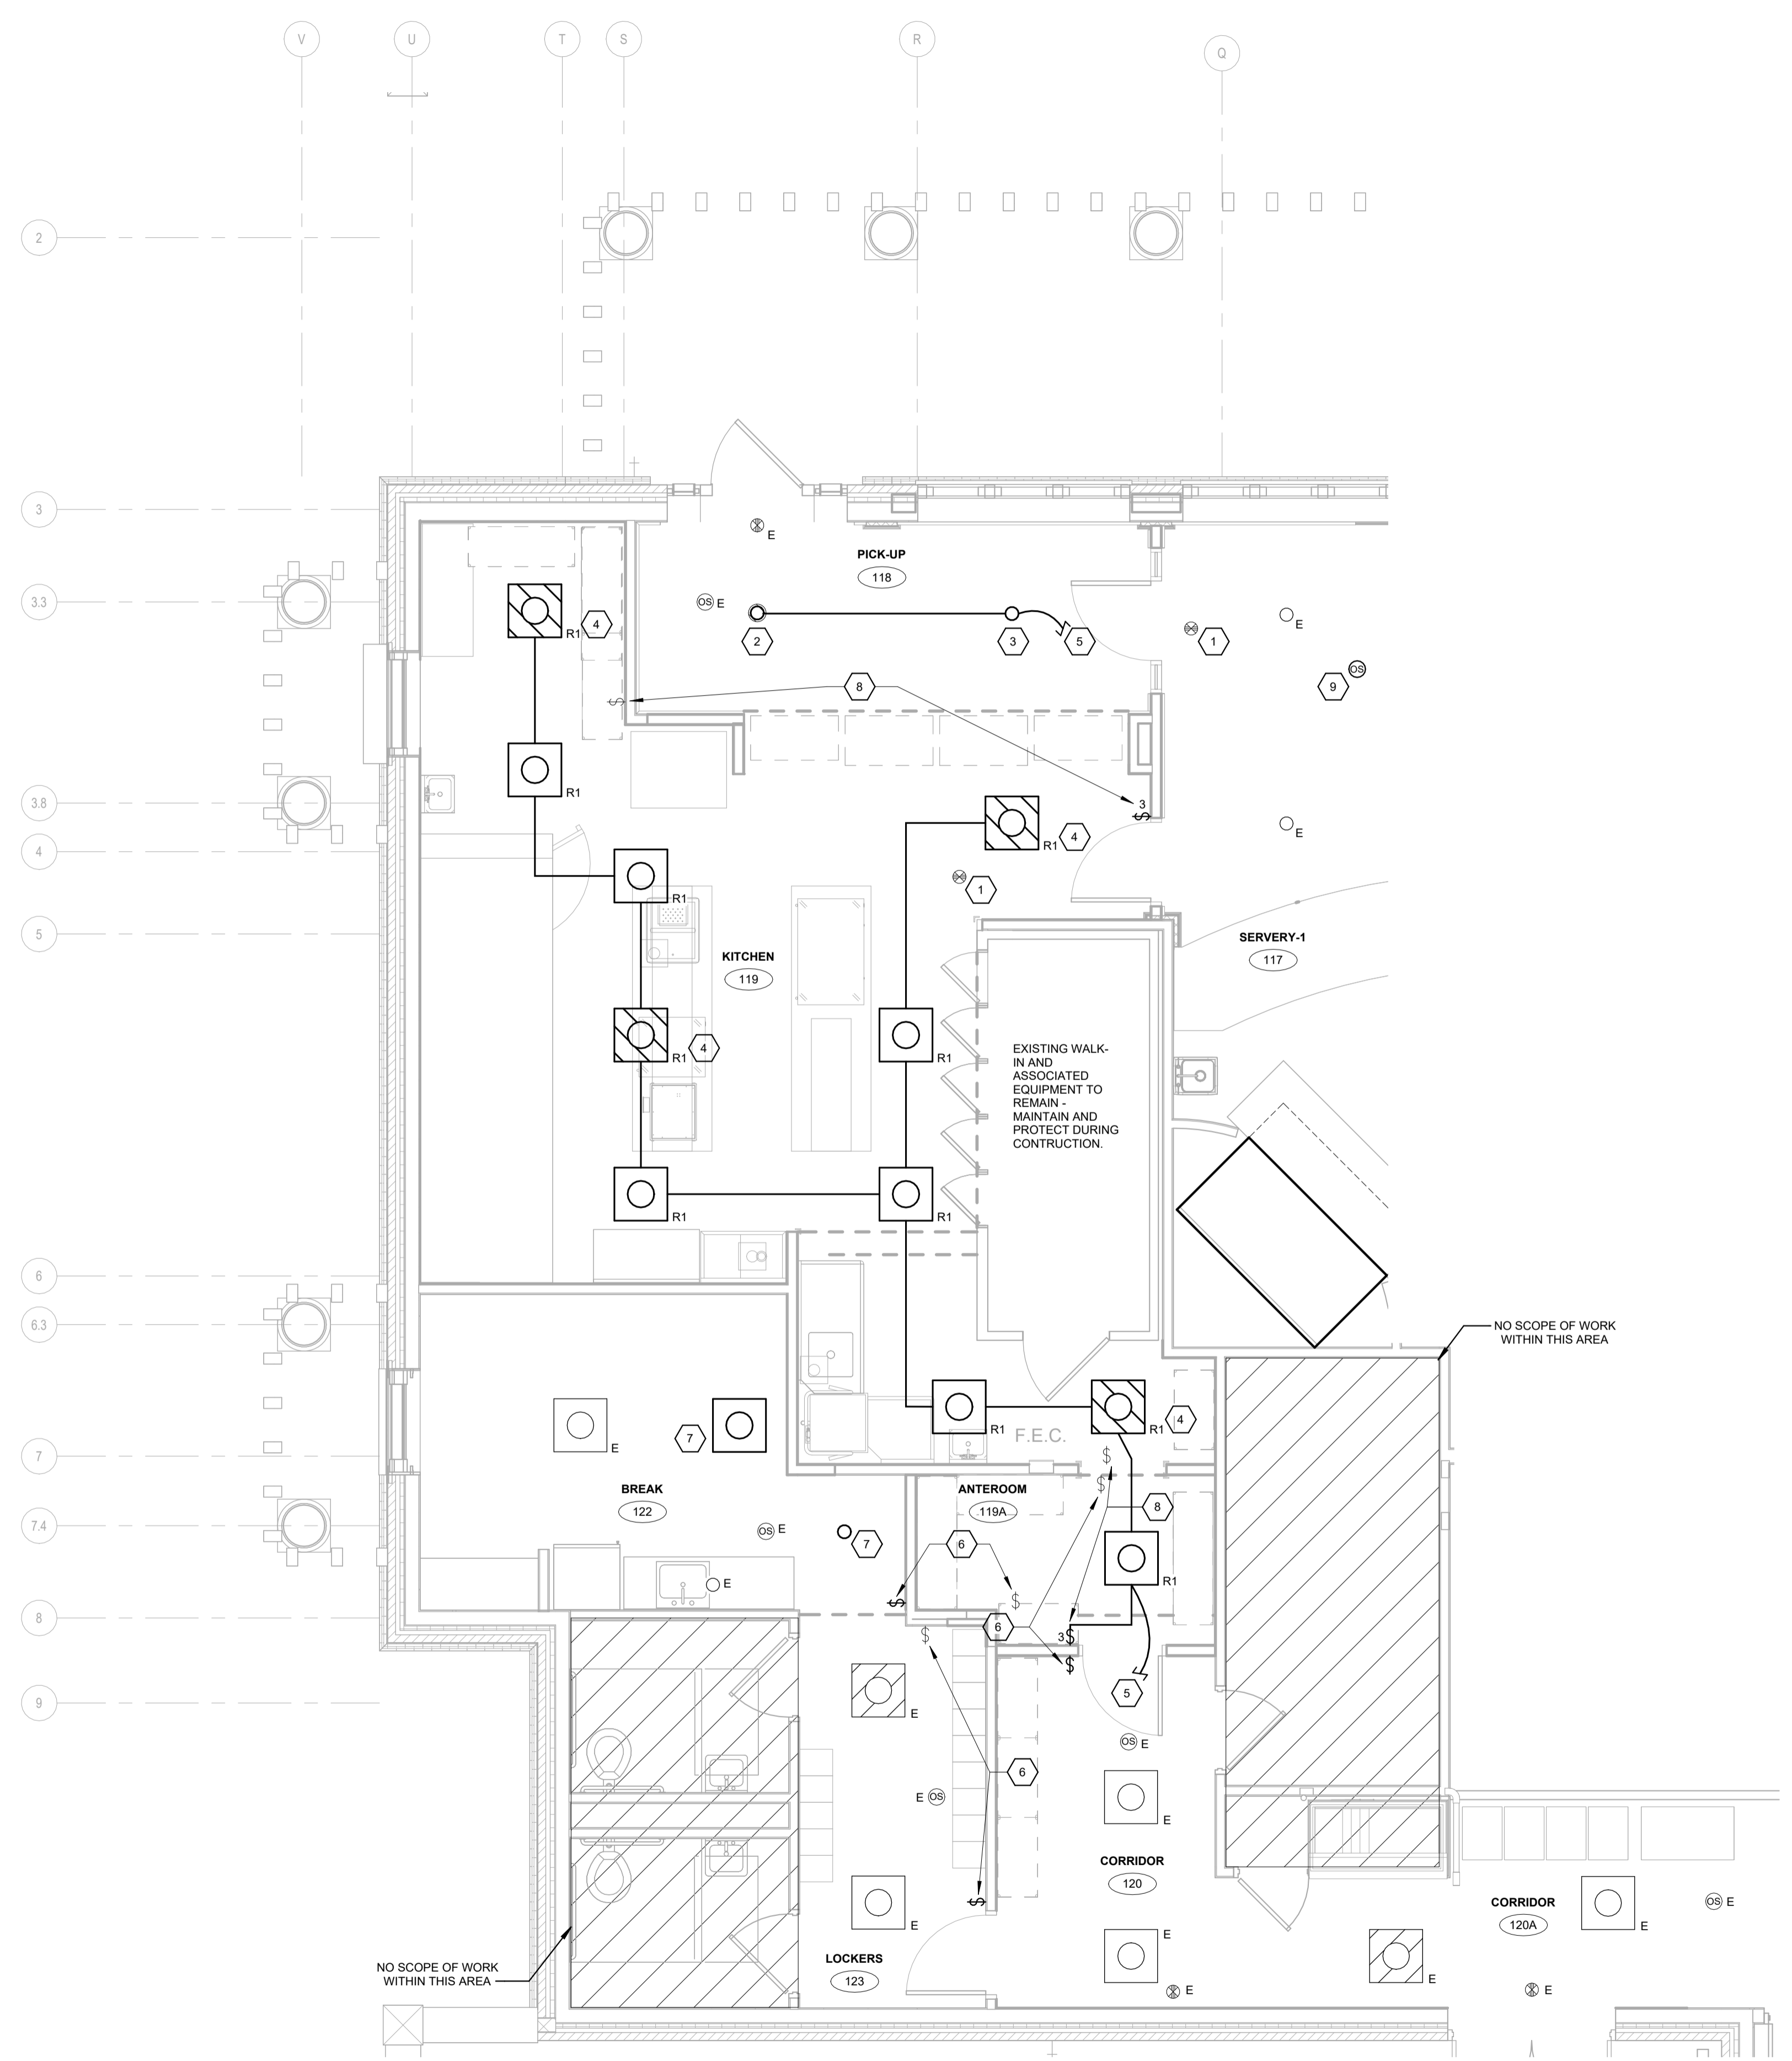 V U T S R Q
2
3
E
PICK-UP
118
3.3
OS E
R1
4
2
3
5
1
E
9
OS
8
R1
3.8
3
E
4
R1
4
1
R1
5
SERVERY-1
117
KITCHEN
119
R1
4
R1
EXISTING WALK-
IN AND
ASSOCIATED
EQUIPMENT TO
REMAIN -
MAINTAIN AND
PROTECT DURING
CONTRUCTION.
R1
R1
6
6.3
NO SCOPE OF WORK
WITHIN THIS AREA
E
7
R1
F.E.C.
R1
4
7
$
BREAK
122
ANTEROOM
119A
$
8
7.4
OS E
7
6
R1
E
$
$
8
6
3 $
$
$
9
5
E
OS E
6
E OS
E
$
CORRIDOR
120
E
E
CORRIDOR
120A
E
OS E
LOCKERS
123
NO SCOPE OF WORK
WITHIN THIS AREA
E
E
E